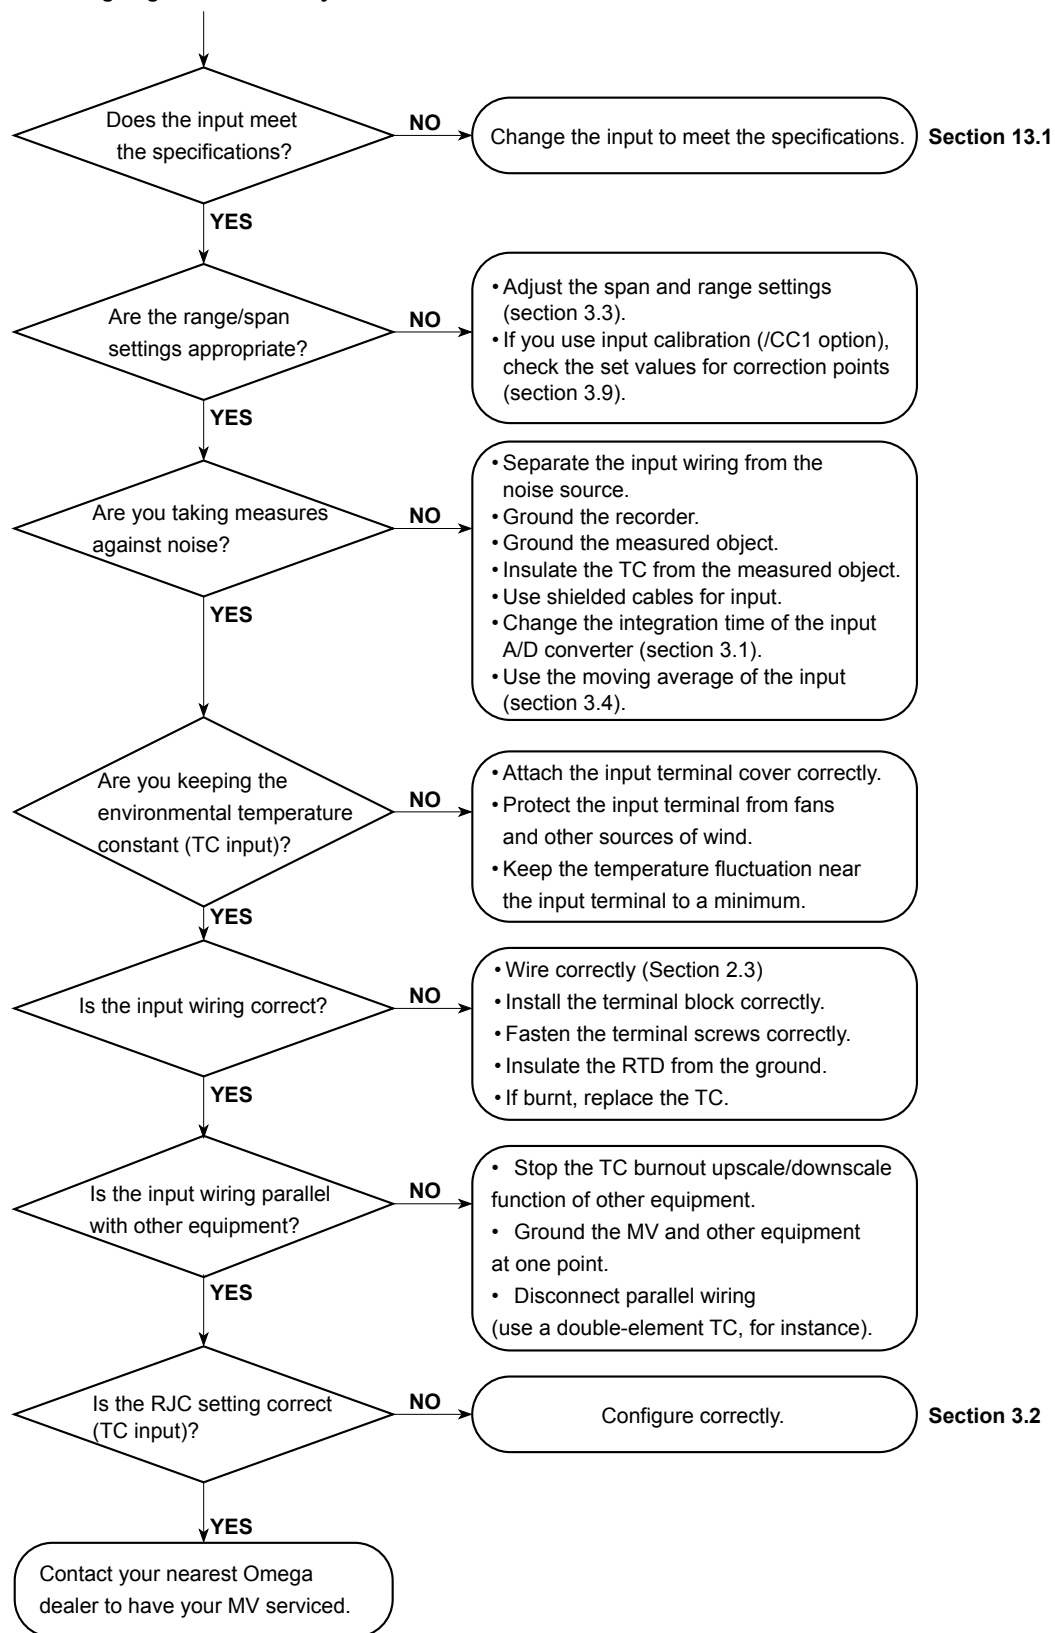 Does the input meet
the specifications?
NO
Change the input to meet the specifications.
Section 13.1
YES
Are the range/span
settings appropriate?
NO
• Adjust the span and range settings
(section 3.3).
• If you use input calibration (/CC1 option),
check the set values for correction points
(section 3.9).
YES
Are you taking measures
against noise?
NO
• Separate the input wiring from the
noise source.
• Ground the recorder.
• Ground the measured object.
• Insulate the TC from the measured object.
• Use shielded cables for input.
• Change the integration time of the input
A/D converter (section 3.1).
• Use the moving average of the input
(section 3.4).
YES
Are you keeping the
environmental temperature
constant (TC input)?
NO
• Attach the input terminal cover correctly.
• Protect the input terminal from fans
and other sources of wind.
• Keep the temperature fluctuation near
the input terminal to a minimum.
YES
Is the input wiring correct?
NO
• Wire correctly (Section 2.3)
• Install the terminal block correctly.
• Fasten the terminal screws correctly.
• Insulate the RTD from the ground.
• If burnt, replace the TC.
YES
Is the input wiring parallel
with other equipment?
NO
• Stop the TC burnout upscale/downscale
function of other equipment.
• Ground the MV and other equipment
at one point.
• Disconnect parallel wiring
(use a double-element TC, for instance).
YES
Is the RJC setting correct
(TC input)?
NO
Configure correctly.
Section 3.2
YES
Contact your nearest Omega
dealer to have your MV serviced.